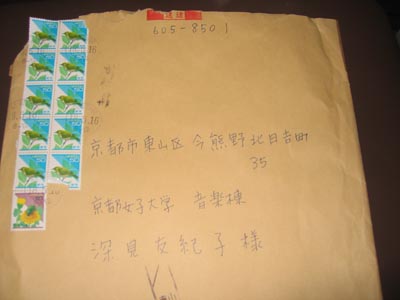 速達
605-8501
京都市東山区今熊野北日吉町
35
京都女子大学 音楽棟
深見友紀子様